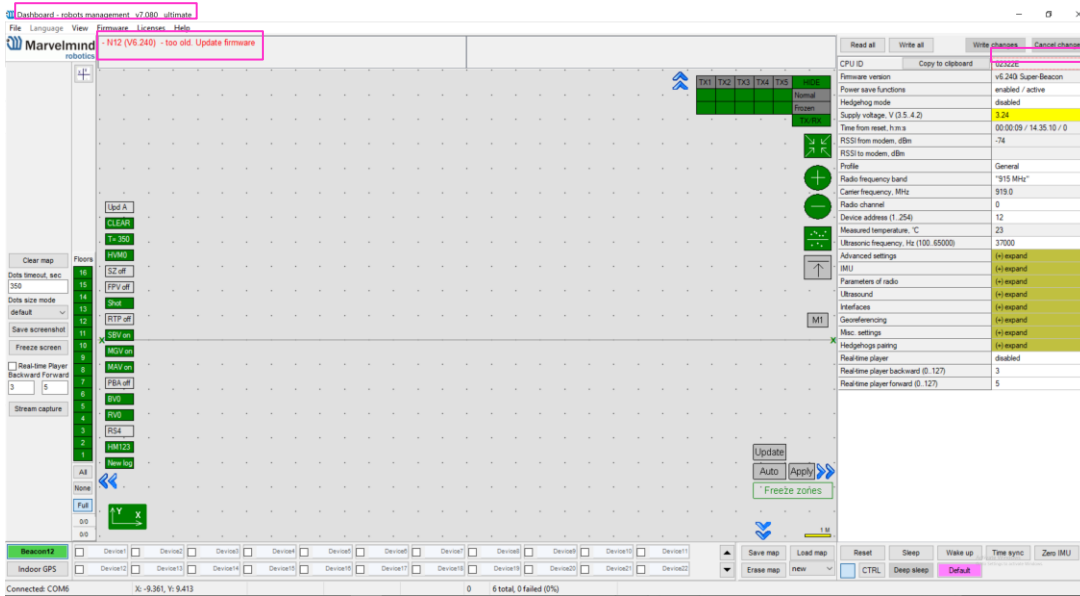 Dashboard - robots management v7.080 ultimate
File Language View Firmware Licenses Help
Marvelmind
robotics
- N12 (V6.240) - too old. Update firmware
Read all Write all Write changes Cancel change
CPU ID Copy to clipboard 02322E
Firmware version v6.240i Super-Beacon
Power save functions enabled / active
Hedgehog mode disabled
Supply voltage, V (3.5..4.2) 3.24
Time from reset, h:m:s 00:00:09 / 14.35.10 / 0
RSSI from modem, dBm -74
RSSI to modem, dBm
Profile General
Radio frequency band "915 MHz"
Carrier frequency, MHz 919.0
Radio channel 0
Device address (1..254) 12
Measured temperature, °C 23
Ultrasonic frequency, Hz (100..65000) 37000
Advanced settings (+) expand
IMU (+) expand
Parameters of radio (+) expand
Ultrasound (+) expand
Interfaces (+) expand
Georeferencing (+) expand
Misc. settings (+) expand
Hedgehogs pairing (+) expand
Real-time player disabled
Real-time player backward (0..127) 3
Real-time player forward (0..127) 5
TX1 TX2 TX3 TX4 TX5 HIDE
Normal
Frozen
TX/RX
M1
Upd A
CLEAR
T= 350
HVM0
SZ off
FPV off
Shot
RTP off
SBV on
MGV on
MAV on
PBA off
BV0
RV0
RS4
HM123
New log
Clear map
Dots timeout, sec
350
Dots size mode
default
Save screenshot
Freeze screen
Real-time Player
Backward Forward
3 5
Stream capture
Floors
16
15
14
13
12
11
10
9
8
7
6
5
4
3
2
1
All
None
Full
0/0
0/0
X X
Y X
Update
Auto Apply
Freeze zones
1 M
Beacon12 Device1 Device2 Device3 Device4 Device5 Device6 Device7 Device8 Device9 Device10 Device11 Save map Load map Reset Sleep Wake up Time sync Zero IMU
Indoor GPS Device12 Device13 Device14 Device15 Device16 Device17 Device18 Device19 Device20 Device21 Device22 Erase map new CTRL Deep sleep Default
Connected: COM6 X: -9.361, Y: 9.413 0 6 total, 0 failed (0%)